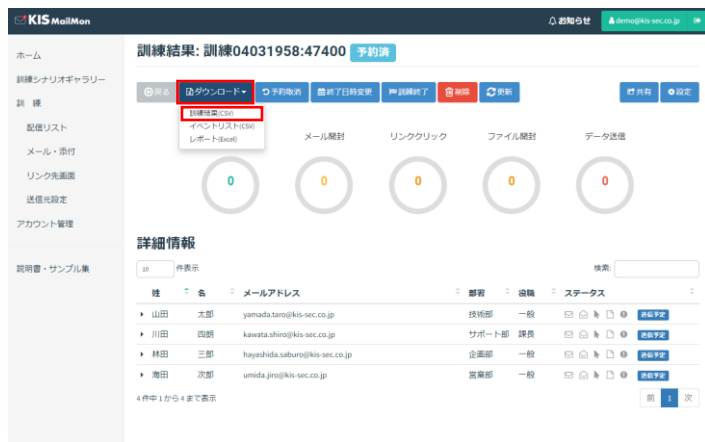 KIS MailMon
お知らせ
demo@kis-sec.co.jp
ホーム
訓練シナリオギャラリー
訓 練
配信リスト
メール・添付
リンク先画面
送信元設定
アカウント管理
説明書・サンプル集
訓練結果: 訓練04031958:47400 予約済
戻る ダウンロード 予約取消 終了日時変更 訓練終了 削除 更新 共有 設定
訓練結果(CSV)
イベントリスト(CSV)
レポート(Excel)
メール開封 リンククリック ファイル開封 データ送信
0 0 0 0 0
詳細情報
10 件表示 検索:
姓 名 メールアドレス 部署 役職 ステータス
山田 太郎 yamada.taro@kis-sec.co.jp 技術部 一般 送信予定
川田 四朗 kawata.shiro@kis-sec.co.jp サポート部 課長 送信予定
林田 三郎 hayashida.saburo@kis-sec.co.jp 企画部 一般 送信予定
海田 次郎 umida.jiro@kis-sec.co.jp 営業部 一般 送信予定
4 件中 1 から 4 まで表示
前 1 次